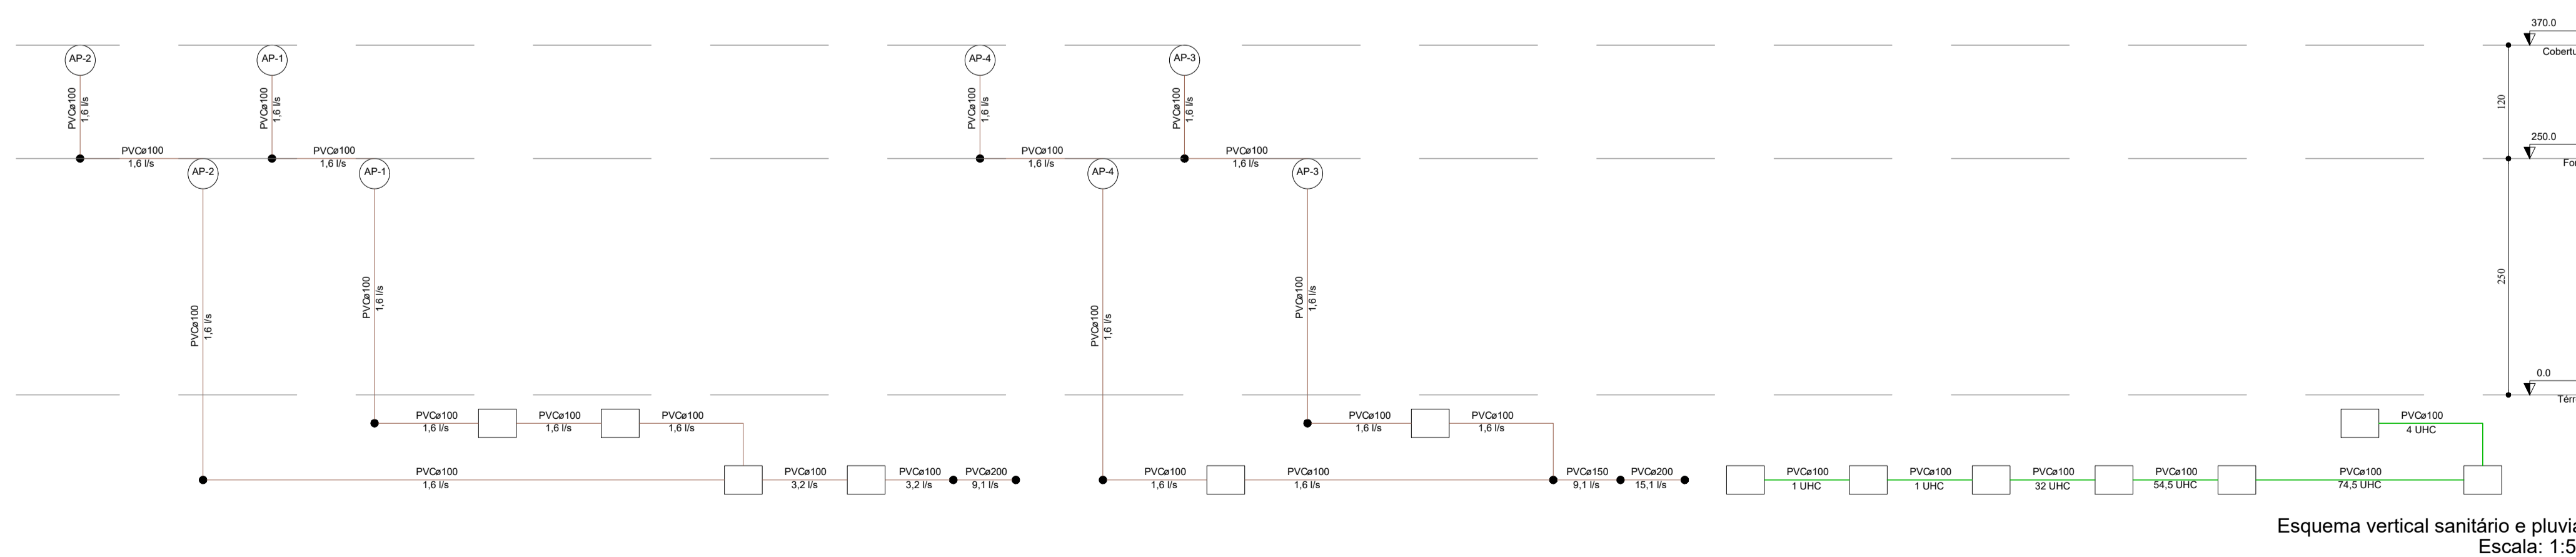 370.0
AP-2
AP-1
AP-4
AP-3
Cobertu
PVCø100
1,6 l/s
PVCø100
1,6 l/s
PVCø100
1,6 l/s
PVCø100
1,6 l/s
120
250.0
PVCø100
1,6 l/s
PVCø100
1,6 l/s
PVCø100
1,6 l/s
PVCø100
1,6 l/s
For
AP-2
AP-1
AP-4
AP-3
PVCø100
1,6 l/s
PVCø100
1,6 l/s
PVCø100
1,6 l/s
PVCø100
1,6 l/s
250
0.0
Térr
PVCø100
1,6 l/s
PVCø100
1,6 l/s
PVCø100
1,6 l/s
PVCø100
1,6 l/s
PVCø100
1,6 l/s
PVCø100
4 UHC
PVCø100
1,6 l/s
PVCø100
3,2 l/s
PVCø100
3,2 l/s
PVCø200
9,1 l/s
PVCø100
1,6 l/s
PVCø100
1,6 l/s
PVCø150
9,1 l/s
PVCø200
15,1 l/s
PVCø100
1 UHC
PVCø100
1 UHC
PVCø100
32 UHC
PVCø100
54,5 UHC
PVCø100
74,5 UHC
Esquema vertical sanitário e pluvia
Escala: 1:5